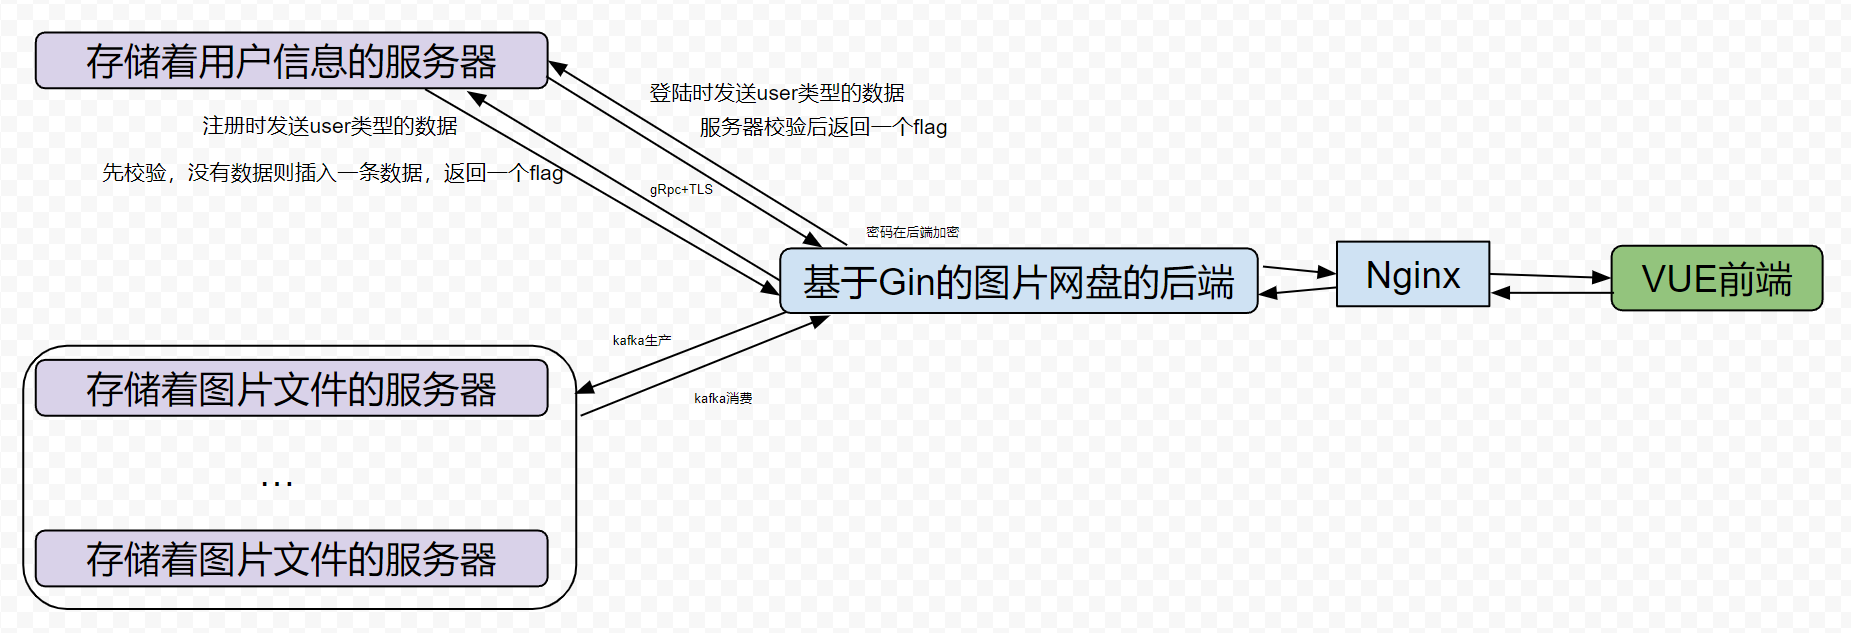 存储着用户信息的服务器
登陆时发送user类型的数据
服务器校验后返回一个flag
注册时发送user类型的数据
先校验，没有数据则插入一条数据，返回一个flag
gRpc+TLS
密码在后端加密
基于Gin的图片网盘的后端
Nginx
VUE前端
kafka生产
kafka消费
存储着图片文件的服务器
...
存储着图片文件的服务器